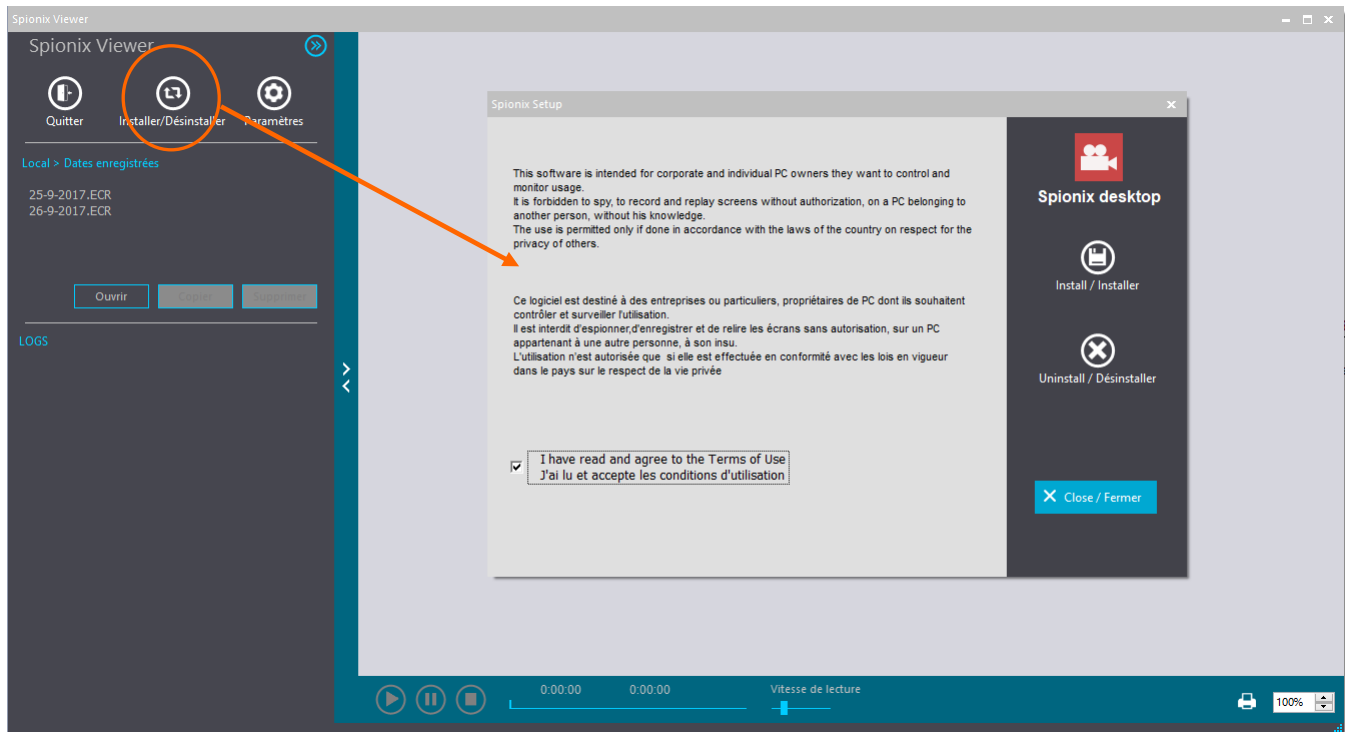 Spionix Viewer
Spionix Viewer
Quitter
Installer/Désinstaller
Paramètres
Local > Dates enregistrées
25-9-2017.ECR
26-9-2017.ECR
Ouvrir
Copier
Supprimer
LOGS
Spionix Setup
This software is intended for corporate and individual PC owners they want to control and
monitor usage.
It is forbidden to spy, to record and replay screens without authorization, on a PC belonging to
another person, without his knowledge.
The use is permitted only if done in accordance with the laws of the country on respect for the
privacy of others.
Ce logiciel est destiné à des entreprises ou particuliers, propriétaires de PC dont ils souhaitent
contrôler et surveiller l'utilisation.
Il est interdit d'espionner,d'enregistrer et de relire les écrans sans autorisation, sur un PC
appartenant à une autre personne, à son insu.
L'utilisation n'est autorisée que si elle est effectuée en conformité avec les lois en vigueur
dans le pays sur le respect de la vie privée
I have read and agree to the Terms of Use
J'ai lu et accepte les conditions d'utilisation
Spionix desktop
Install / Installer
Uninstall / Désinstaller
Close / Fermer
0:00:00
0:00:00
Vitesse de lecture
100%